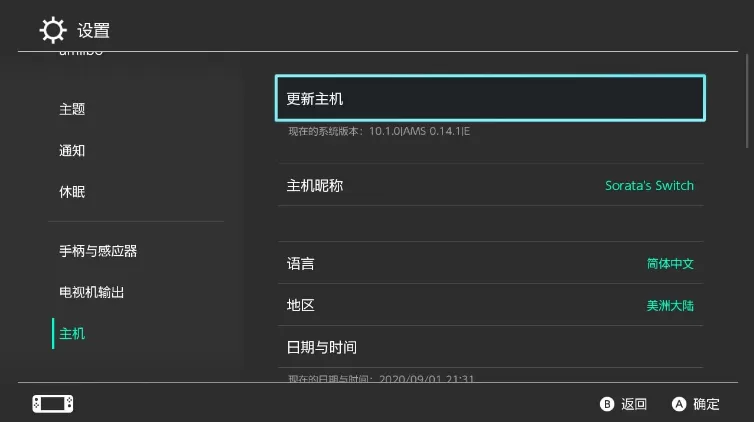 设置
amiibo
主题
通知
休眠
手柄与感应器
电视机输出
主机
更新主机
现在的系统版本：10.1.0|AMS 0.14.1|E
主机昵称 Sorata's Switch
语言 简体中文
地区 美洲大陆
日期与时间
现在的日期与时间：2020/09/01 21:31
B 返回 A 确定